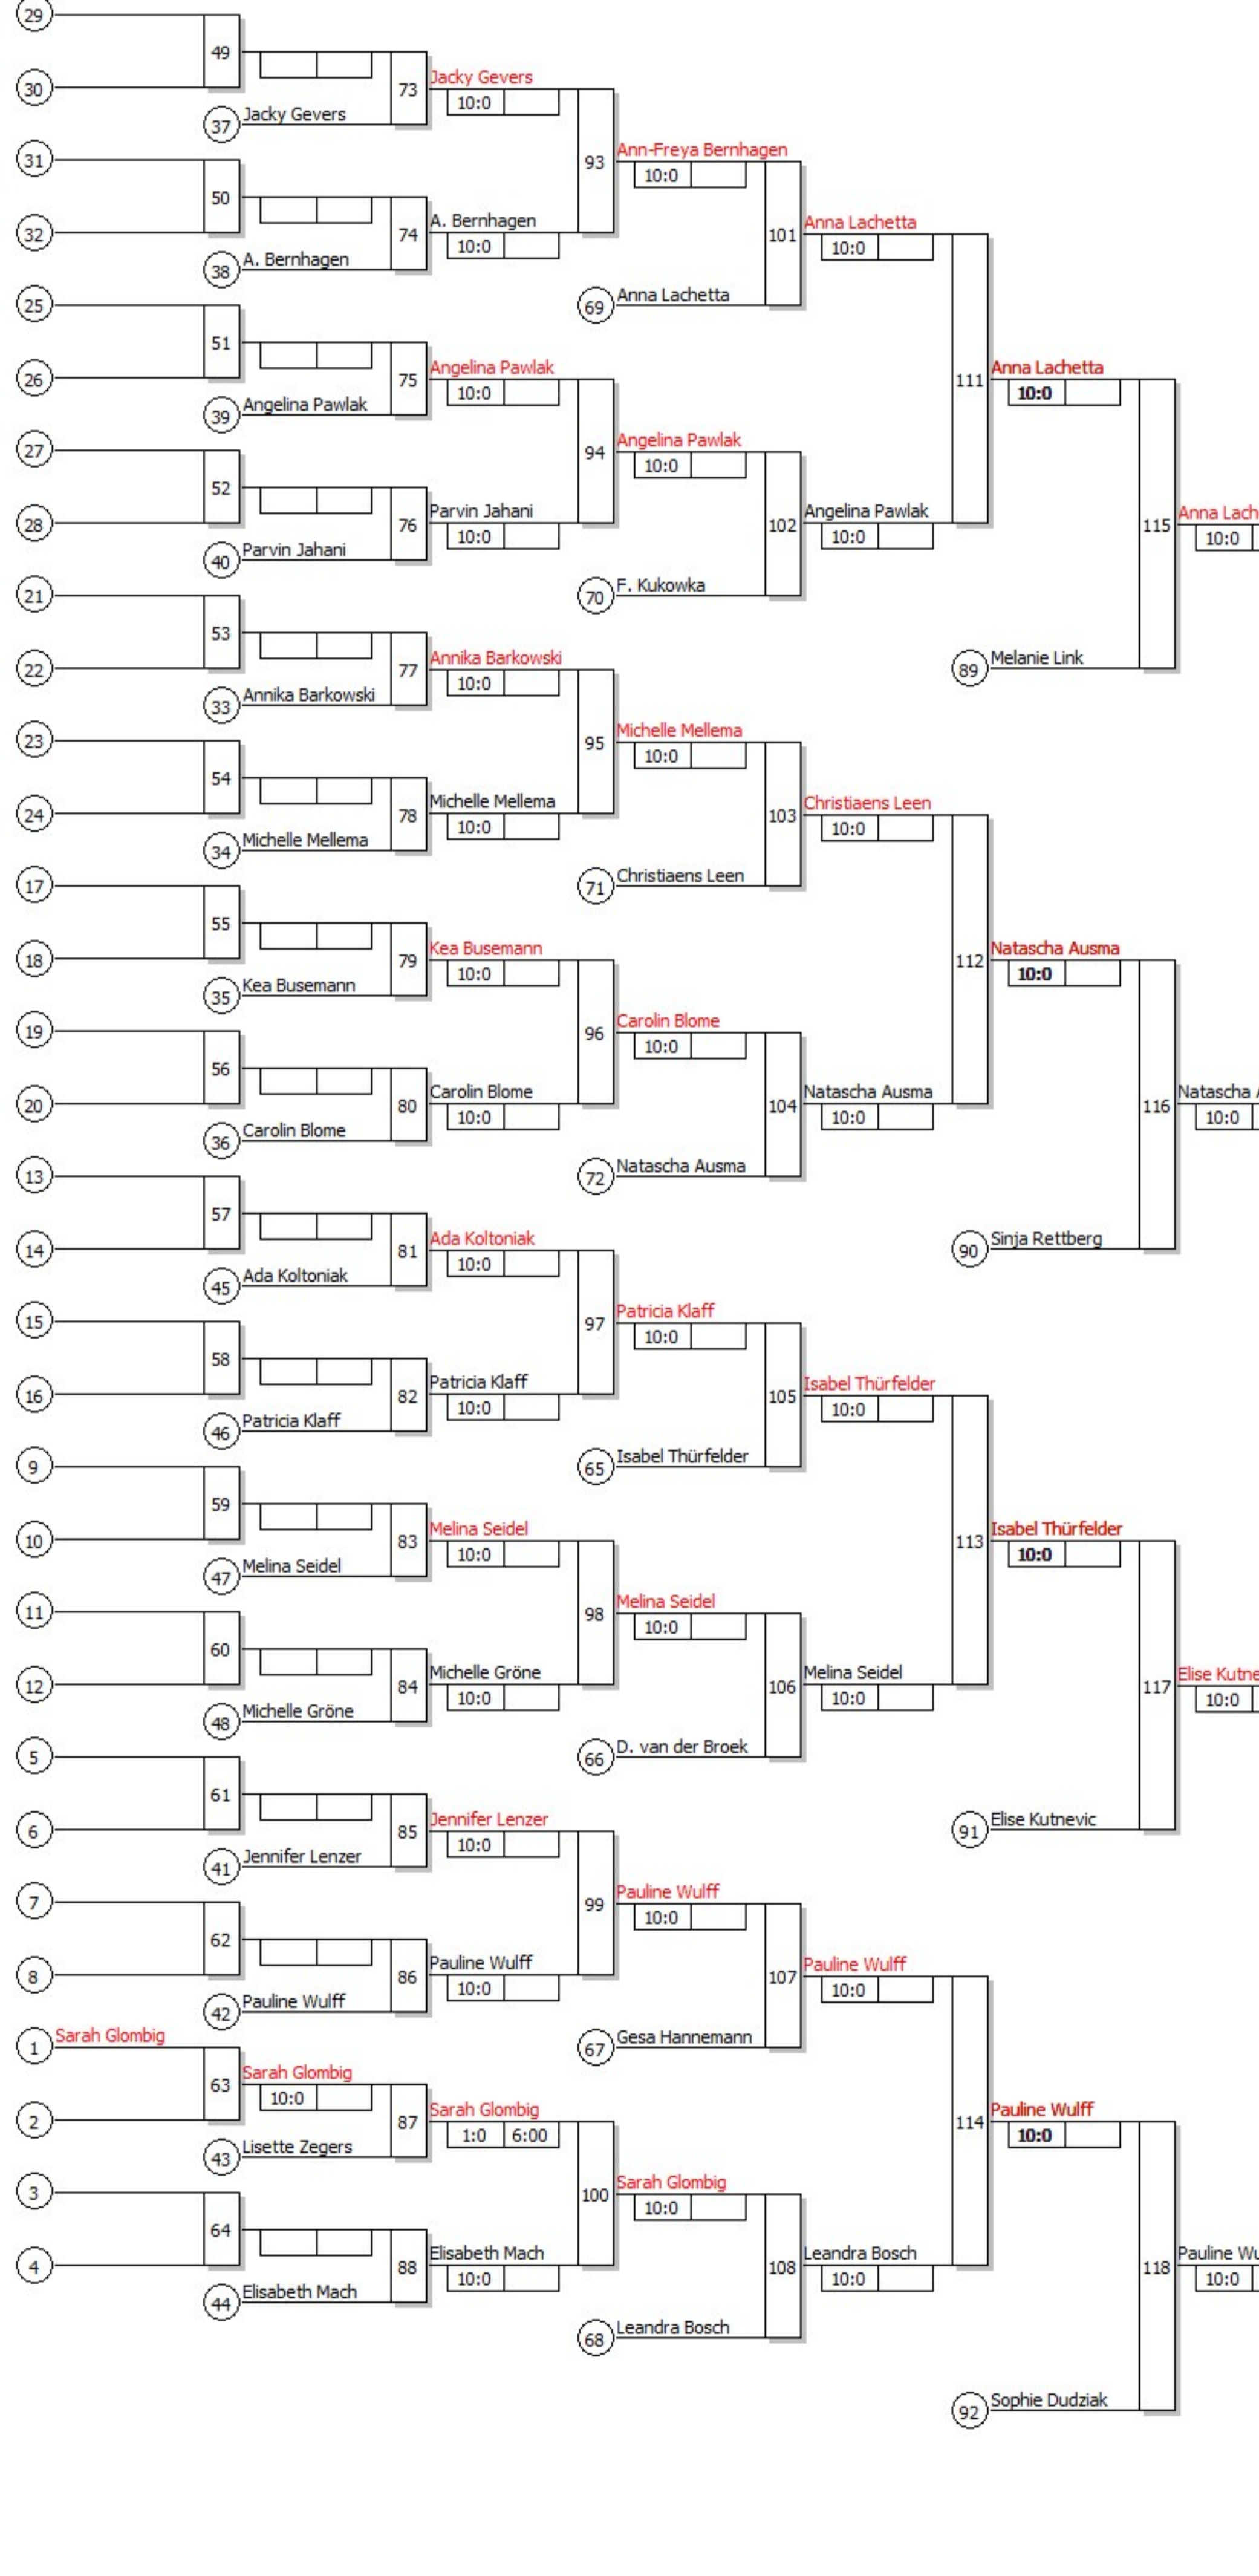 29
49
30
73
Jacky Gevers
10:0
37
Jacky Gevers
93
Ann-Freya Bernhagen
10:0
31
50
32
74
A. Bernhagen
10:0
38
A. Bernhagen
101
Anna Lachetta
10:0
69
Anna Lachetta
25
51
26
75
Angelina Pawlak
10:0
39
Angelina Pawlak
111
Anna Lachetta
10:0
94
Angelina Pawlak
10:0
27
52
28
76
Parvin Jahani
10:0
40
Parvin Jahani
102
Angelina Pawlak
10:0
70
F. Kukowka
115
Anna Lach
10:0
89
Melanie Link
21
53
22
77
Annika Barkowski
10:0
33
Annika Barkowski
95
Michelle Mellema
10:0
23
54
24
78
Michelle Mellema
10:0
34
Michelle Mellema
103
Christiaens Leen
10:0
71
Christiaens Leen
17
55
18
79
Kea Busemann
10:0
35
Kea Busemann
112
Natascha Ausma
10:0
96
Carolin Blome
10:0
19
56
20
80
Carolin Blome
10:0
36
Carolin Blome
104
Natascha Ausma
10:0
72
Natascha Ausma
116
Natascha
10:0
90
Sinja Rettberg
13
57
14
81
Ada Koltoniak
10:0
45
Ada Koltoniak
97
Patricia Klaff
10:0
15
58
16
82
Patricia Klaff
10:0
46
Patricia Klaff
105
Isabel Thürfelder
10:0
65
Isabel Thürfelder
9
59
10
83
Melina Seidel
10:0
47
Melina Seidel
113
Isabel Thürfelder
10:0
98
Melina Seidel
10:0
11
60
12
84
Michelle Gröne
10:0
48
Michelle Gröne
106
Melina Seidel
10:0
66
D. van der Broek
117
Elise Kutne
10:0
91
Elise Kutnevic
5
61
6
85
Jennifer Lenzer
10:0
41
Jennifer Lenzer
99
Pauline Wulff
10:0
7
62
8
86
Pauline Wulff
10:0
42
Pauline Wulff
107
Pauline Wulff
10:0
67
Gesa Hannemann
1
Sarah Glombig
63
Sarah Glombig
10:0
2
87
Sarah Glombig
1:0 6:00
43
Lisette Zegers
114
Pauline Wulff
10:0
100
Sarah Glombig
10:0
3
64
4
88
Elisabeth Mach
10:0
44
Elisabeth Mach
108
Leandra Bosch
10:0
68
Leandra Bosch
118
Pauline Wu
10:0
92
Sophie Dudziak